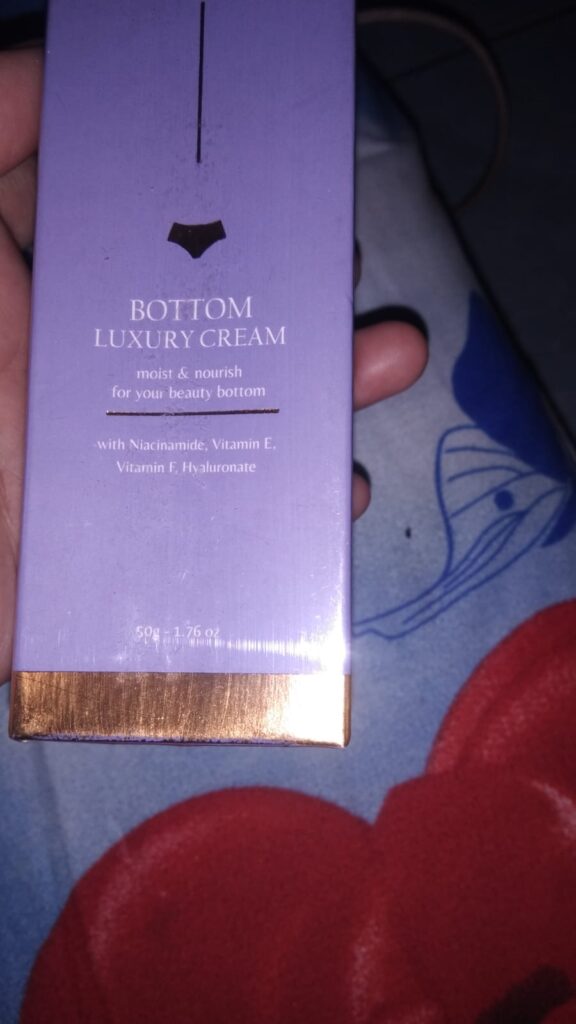 BOTTOM
LUXURY CREAM
moist & nourish
for your beauty bottom
with Niacinamide, Vitamin E,
Vitamin F, Hyaluronate
50g - 1.76 oz